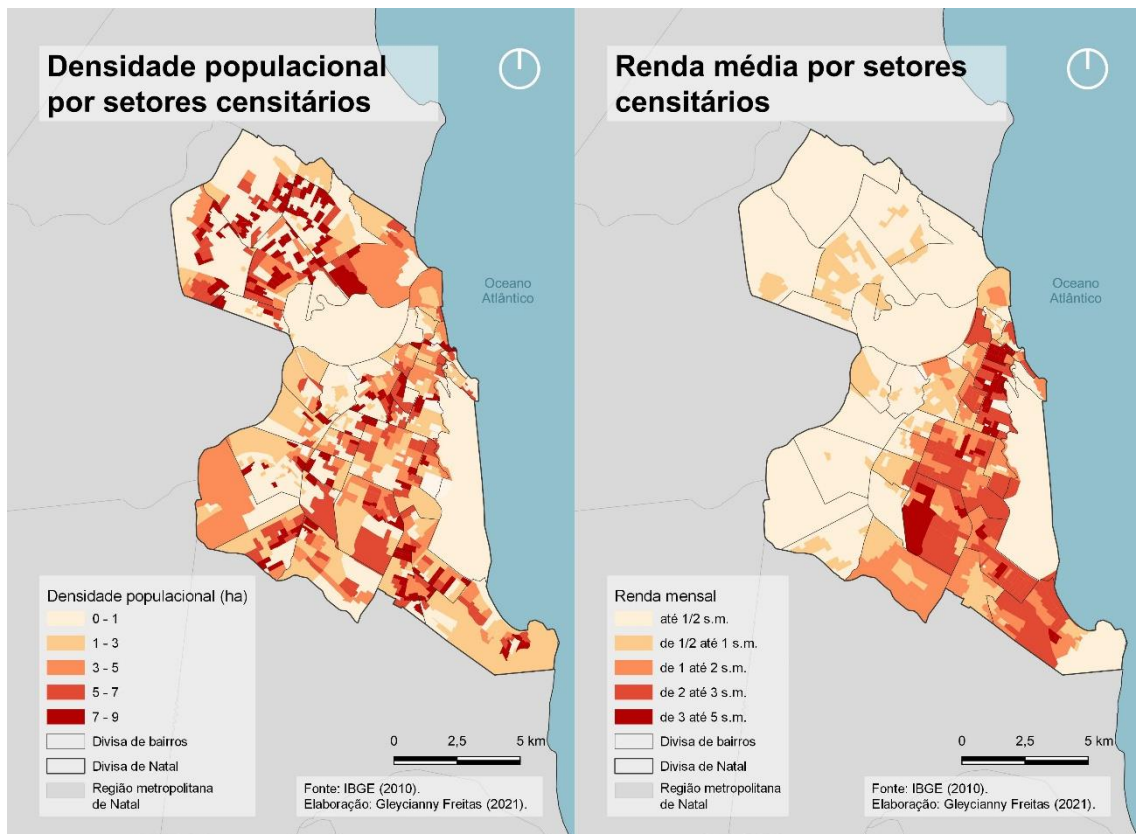 Densidade populacional
por setores censitários
Oceano
Atlântico
Densidade populacional (ha)
0 - 1
1 - 3
3 - 5
5 - 7
7 - 9
Divisa de bairros
Divisa de Natal
Região metropolitana
de Natal
0 2,5 5 km
Fonte: IBGE (2010).
Elaboração: Gleycianny Freitas (2021).
Renda média por setores
censitários
Oceano
Atlântico
Renda mensal
até 1/2 s.m.
de 1/2 até 1 s.m.
de 1 até 2 s.m.
de 2 até 3 s.m.
de 3 até 5 s.m.
Divisa de bairros
Divisa de Natal
Região metropolitana
de Natal
0 2,5 5 km
Fonte: IBGE (2010).
Elaboração: Gleycianny Freitas (2021).